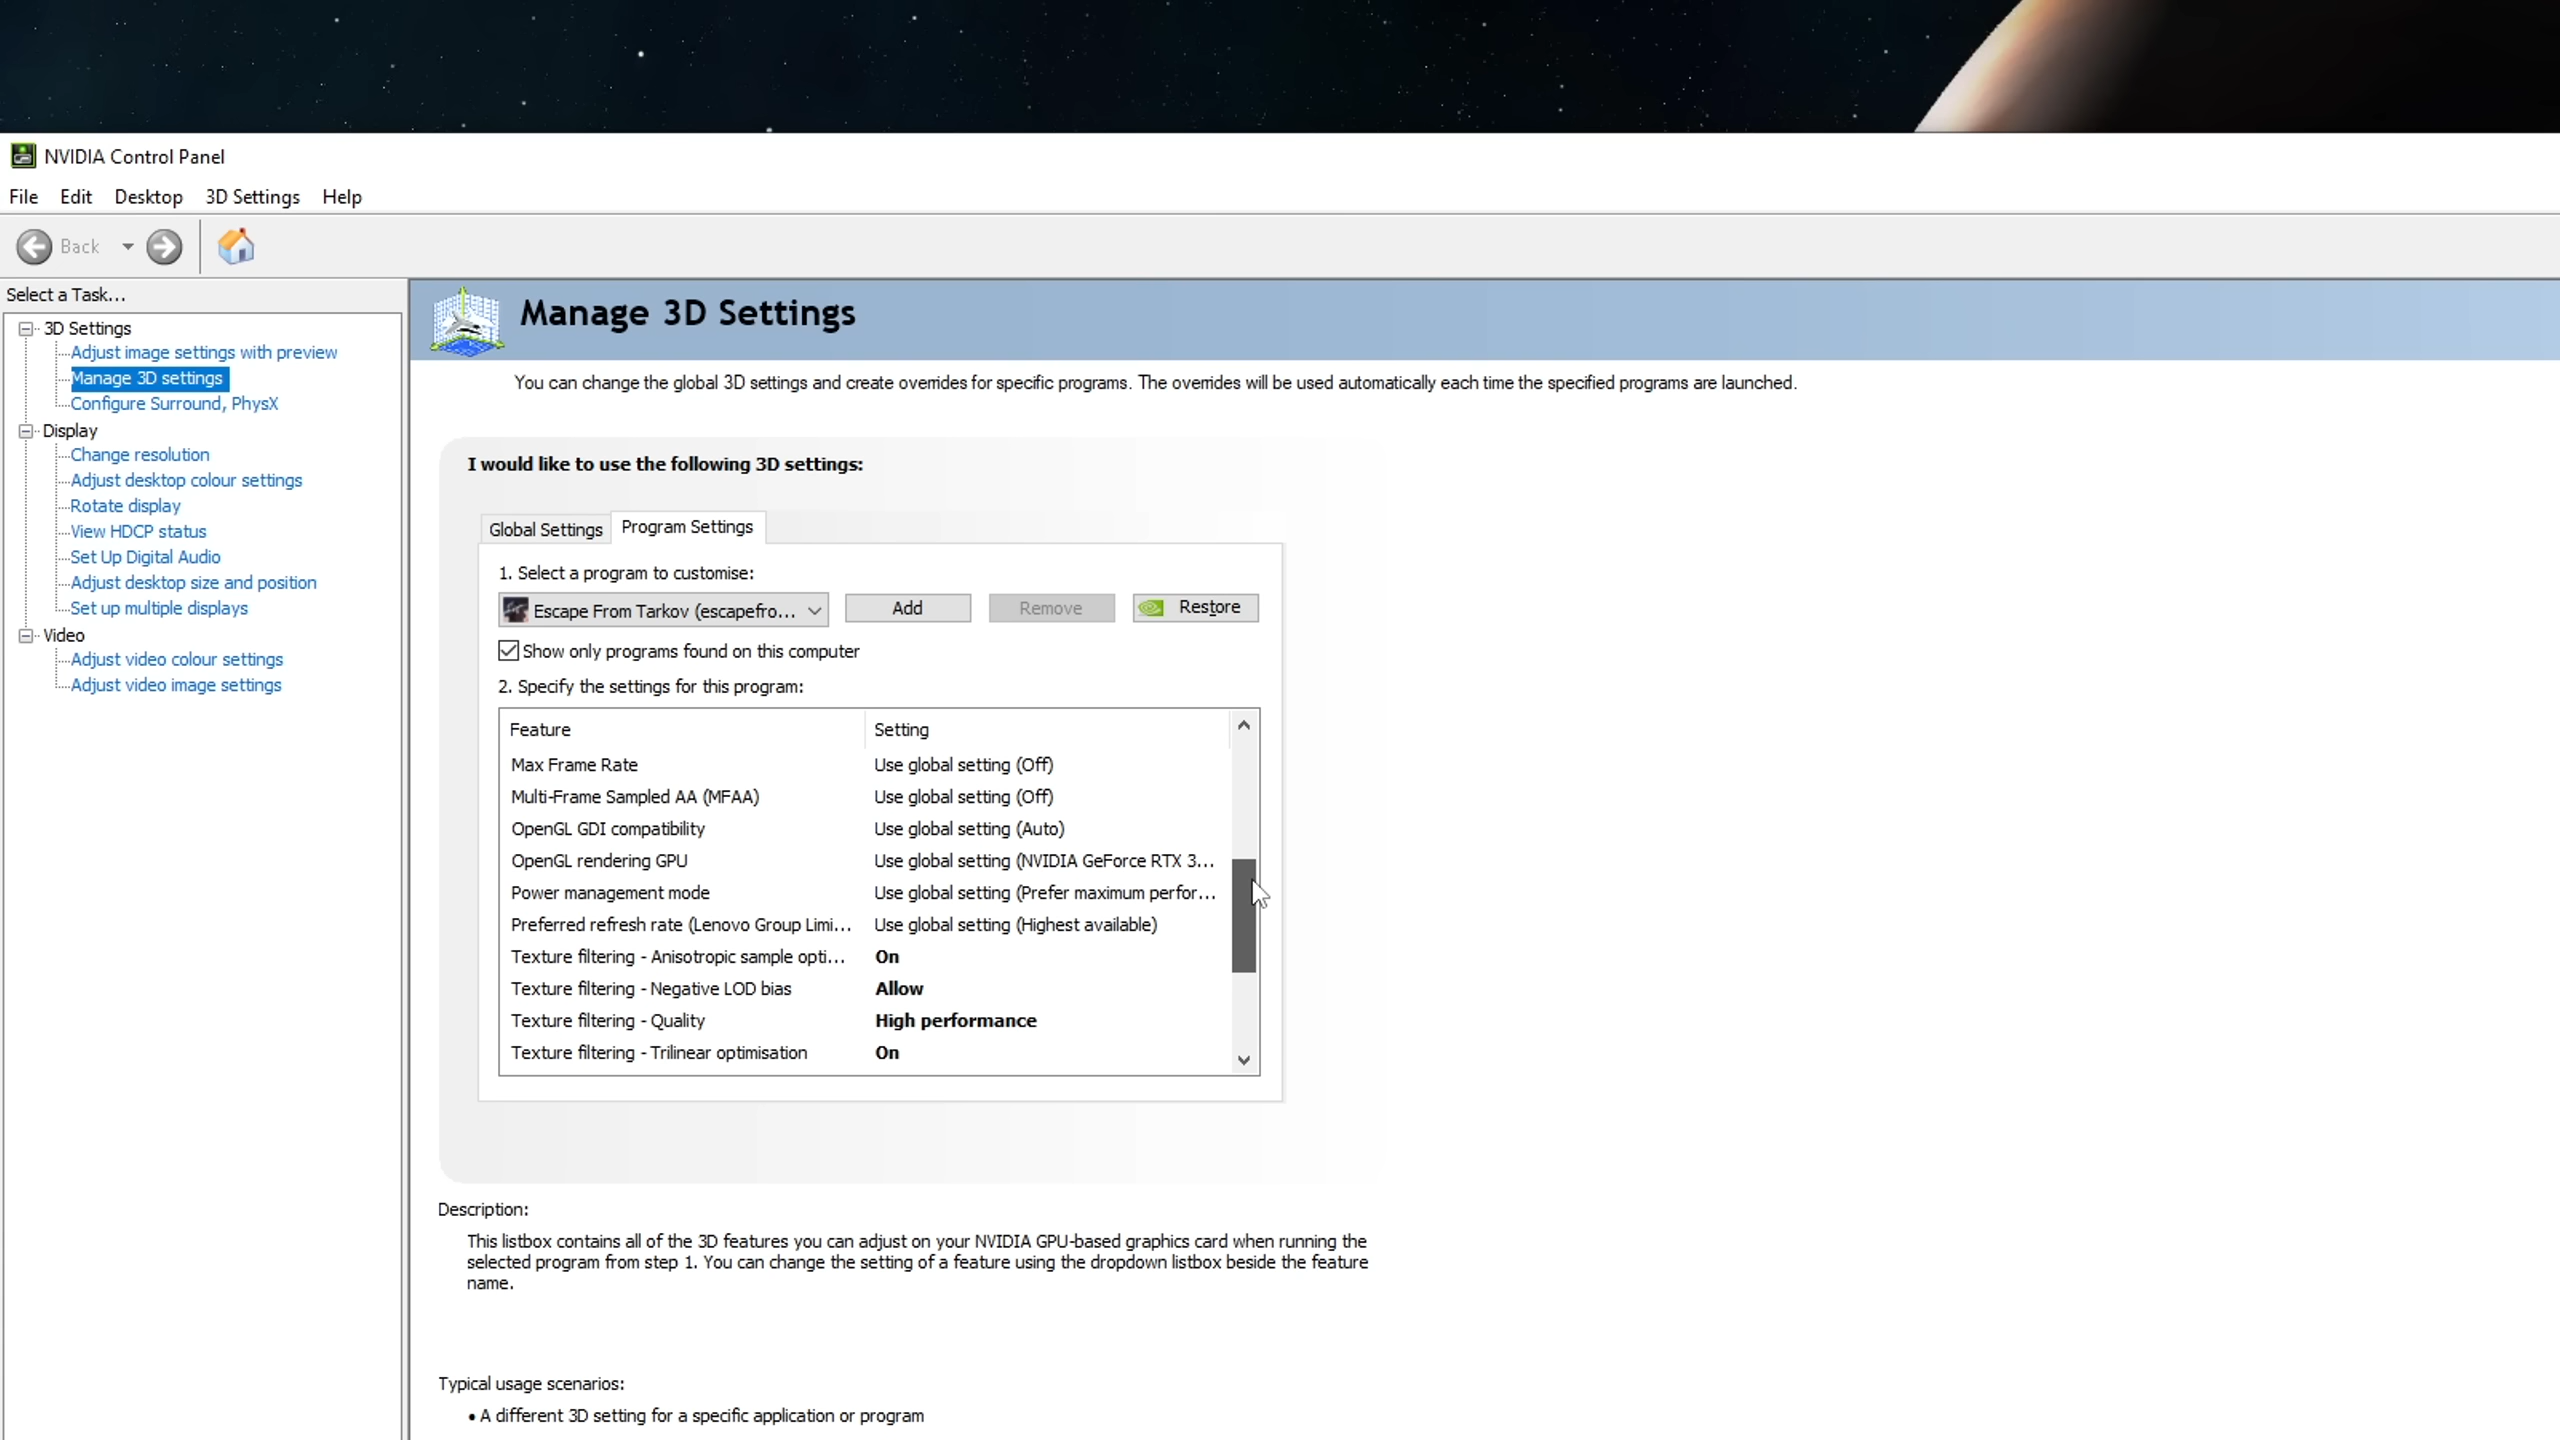 NVIDIA Control Panel
File Edit Desktop 3D Settings Help
Back
Select a Task...
3D Settings
Adjust image settings with preview
Manage 3D settings
Configure Surround, PhysX
Display
Change resolution
Adjust desktop colour settings
Rotate display
View HDCP status
Set Up Digital Audio
Adjust desktop size and position
Set up multiple displays
Video
Adjust video colour settings
Adjust video image settings
Manage 3D Settings
You can change the global 3D settings and create overrides for specific programs. The overrides will be used automatically each time the specified programs are launched.
I would like to use the following 3D settings:
Global Settings Program Settings
1. Select a program to customise:
Escape From Tarkov (escapefro... Add Remove Restore
Show only programs found on this computer
2. Specify the settings for this program:
Feature Setting
Max Frame Rate Use global setting (Off)
Multi-Frame Sampled AA (MFAA) Use global setting (Off)
OpenGL GDI compatibility Use global setting (Auto)
OpenGL rendering GPU Use global setting (NVIDIA GeForce RTX 3...
Power management mode Use global setting (Prefer maximum perfor...
Preferred refresh rate (Lenovo Group Limi... Use global setting (Highest available)
Texture filtering - Anisotropic sample opti... On
Texture filtering - Negative LOD bias Allow
Texture filtering - Quality High performance
Texture filtering - Trilinear optimisation On
Description:
This listbox contains all of the 3D features you can adjust on your NVIDIA GPU-based graphics card when running the
selected program from step 1. You can change the setting of a feature using the dropdown listbox beside the feature
name.
Typical usage scenarios:
• A different 3D setting for a specific application or program